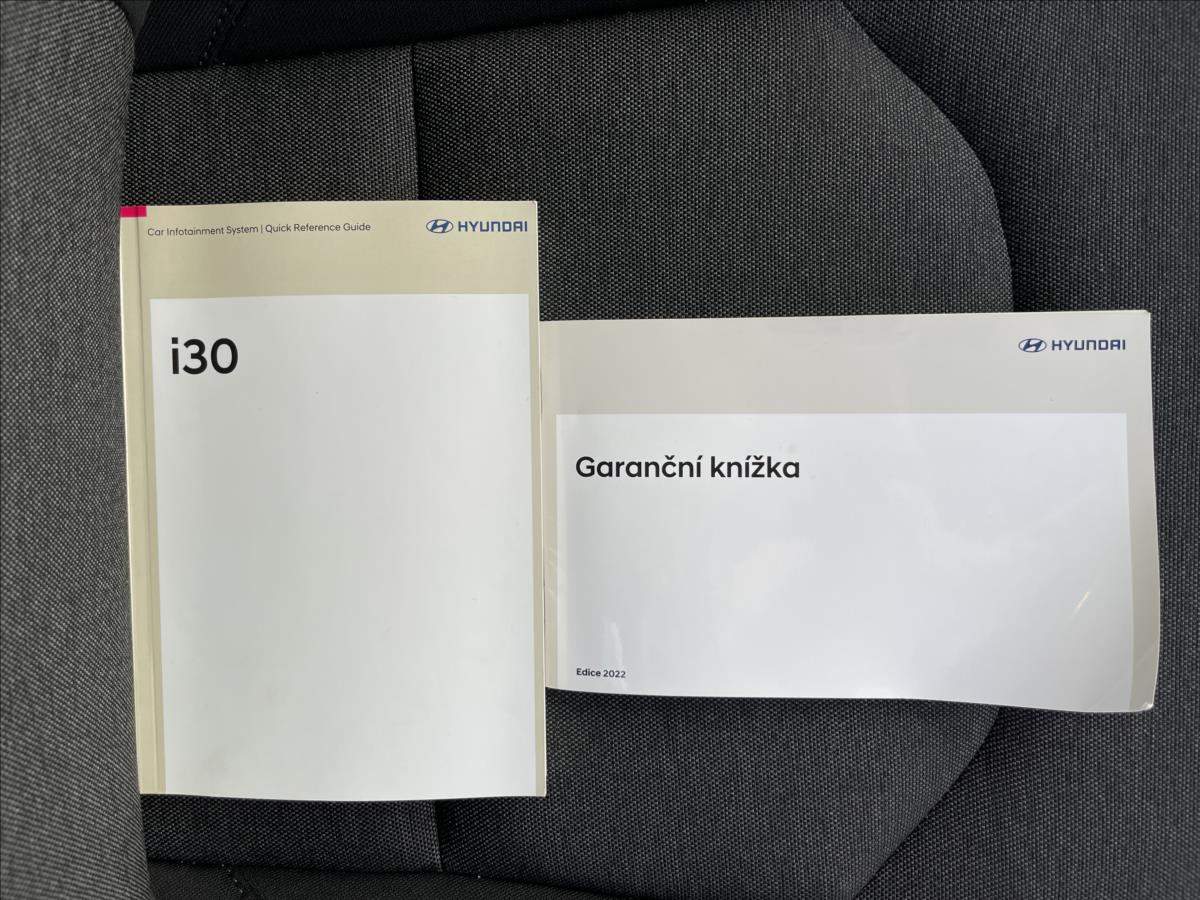 Car Infotainment System | Quick Reference Guide
HYUNDAI
i30
HYUNDAI
Garanční knížka
Edice 2022